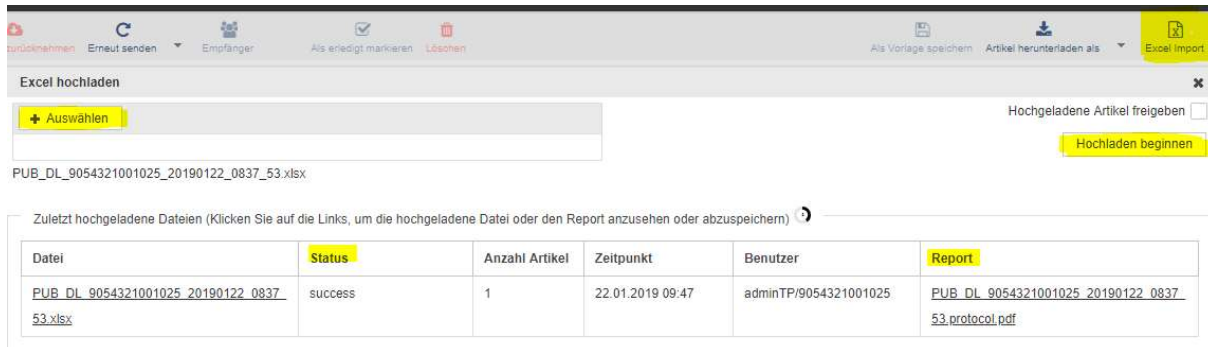 zurücknehmen Erneut senden Empfänger Als erledigt markieren Löschen Als Vorlage speichern Artikel herunterladen als Excel Import
Excel hochladen
+ Auswählen Hochgeladene Artikel freigeben
Hochladen beginnen
PUB_DL_9054321001025_20190122_0837_53.xlsx
Zuletzt hochgeladene Dateien (Klicken Sie auf die Links, um die hochgeladene Datei oder den Report anzusehen oder abzuspeichern)
Datei Status Anzahl Artikel Zeitpunkt Benutzer Report
PUB_DL_9054321001025_20190122_0837_ success 1 22.01.2019 09:47 adminTP/9054321001025 PUB_DL_9054321001025_20190122_0837_
53.xlsx 53.protocol.pdf